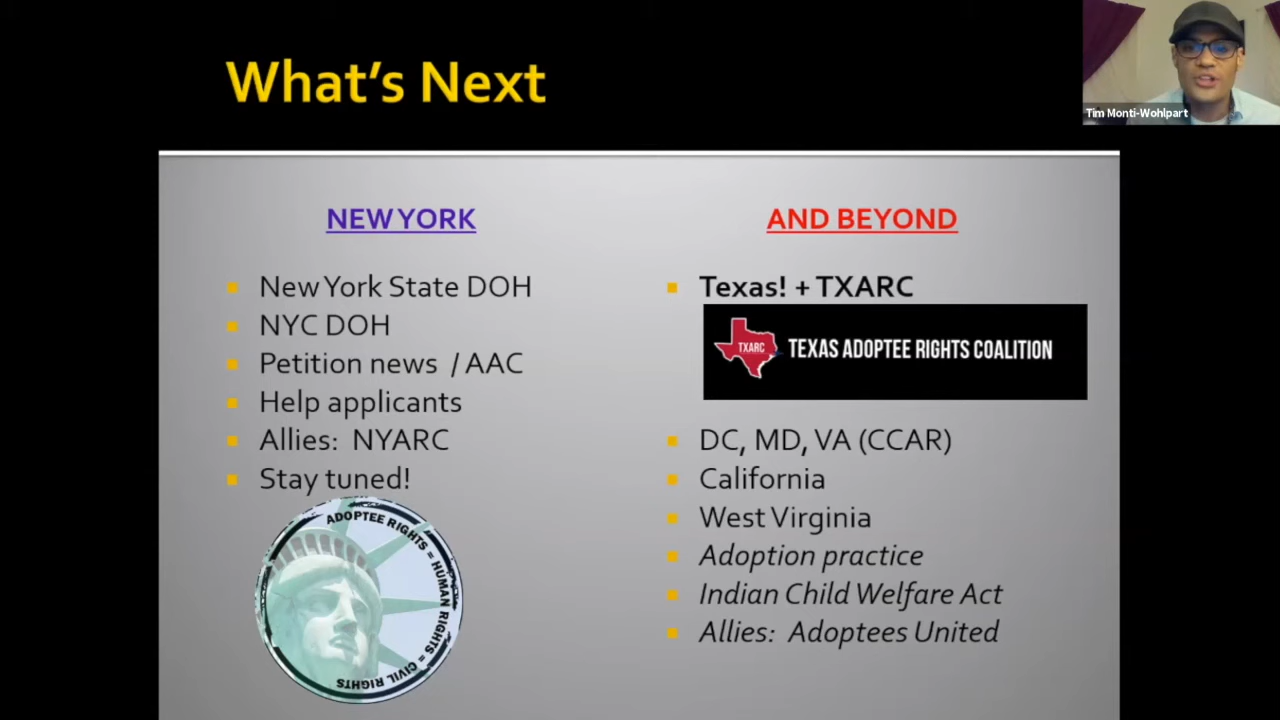 What's Next
Tim Monti-Wohlpart
NEW YORK
New York State DOH
NYC DOH
Petition news / AAC
Help applicants
Allies: NYARC
Stay tuned!
ADOPTEE RIGHTS = HUMAN RIGHTS = CIVIL RIGHTS
AND BEYOND
Texas! + TXARC
TXARC
TEXAS ADOPTEE RIGHTS COALITION
DC, MD, VA (CCAR)
California
West Virginia
Adoption practice
Indian Child Welfare Act
Allies: Adoptees United